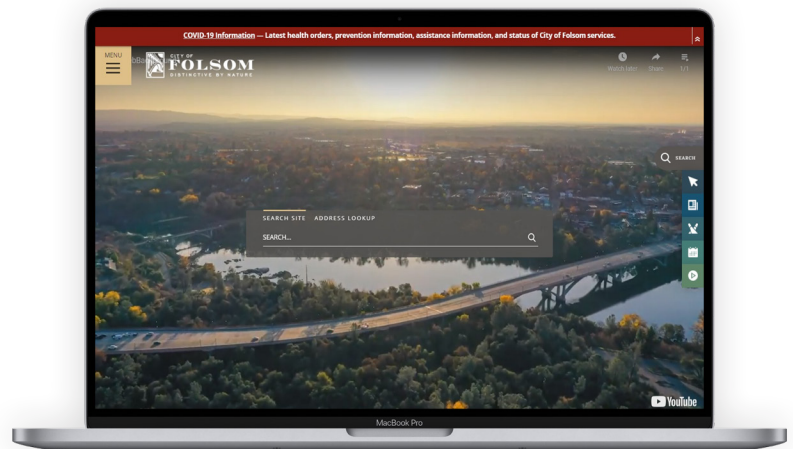 COVID-19 Information — Latest health orders, prevention information, assistance information, and status of City of Folsom services.
MENU
CITY OF
FOLSOM
DISTINCTIVE BY NATURE
Watch later
Share
1/1
SEARCH
SEARCH SITE
ADDRESS LOOKUP
SEARCH...
YouTube
MacBook Pro